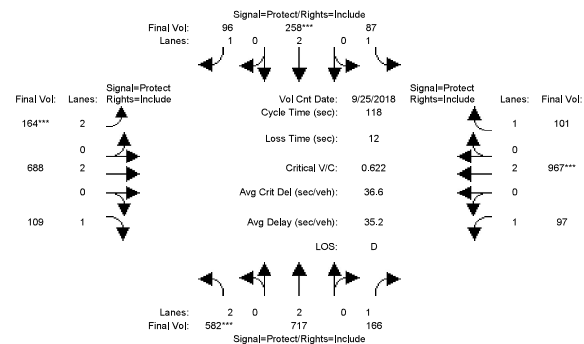 Signal=Protect/Rights=Include
Final Vol: 96 258*** 87
Lanes: 1 0 2 0 1
Signal=Protect Signal=Protect
Final Vol: Lanes: Rights=Include Vol Cnt Date: 9/25/2018 Rights=Include Lanes: Final Vol:
Cycle Time (sec): 118
164*** 2 1 101
Loss Time (sec): 12
0 0
688 2 Critical V/C: 0.622 2 967***
0 Avg Crit Del (sec/veh): 36.6 0
109 1 Avg Delay (sec/veh): 35.2 1 97
LOS: D
Lanes: 2 0 2 0 1
Final Vol: 582*** 717 166
Signal=Protect/Rights=Include